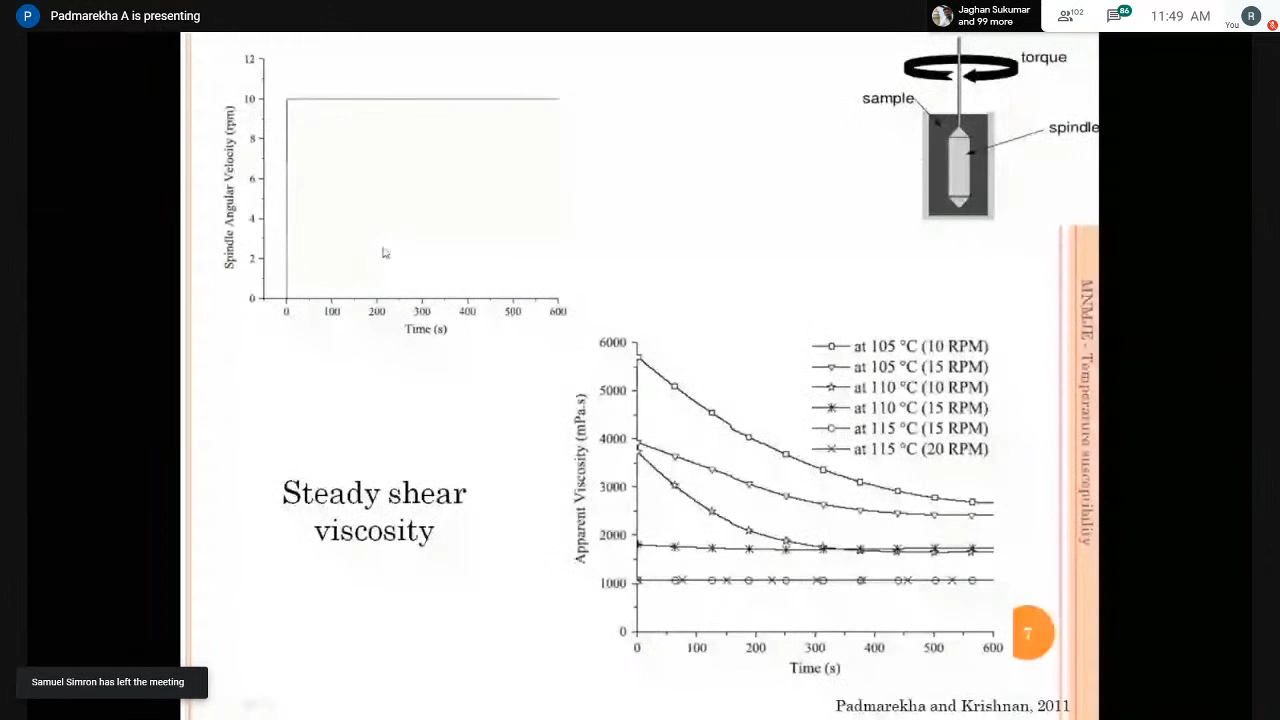 P Padmarekha A is presenting
Jaghan Sukumar
and 99 more
102
86
11:49 AM
You
R
12
10
8
6
4
2
0
Spindle Angular Velocity (rpm)
0 100 200 300 400 500 600
Time (s)
torque
sample
spindle
MNMJE - Temperature susceptibility
Steady shear
viscosity
6000
5000
4000
3000
2000
1000
0
Apparent Viscosity (mPa.s)
at 105 °C (10 RPM)
at 105 °C (15 RPM)
at 110 °C (10 RPM)
at 110 °C (15 RPM)
at 115 °C (15 RPM)
at 115 °C (20 RPM)
0 100 200 300 400 500 600
Time (s)
7
Samuel Simron has left the meeting
Padmarekha and Krishnan, 2011